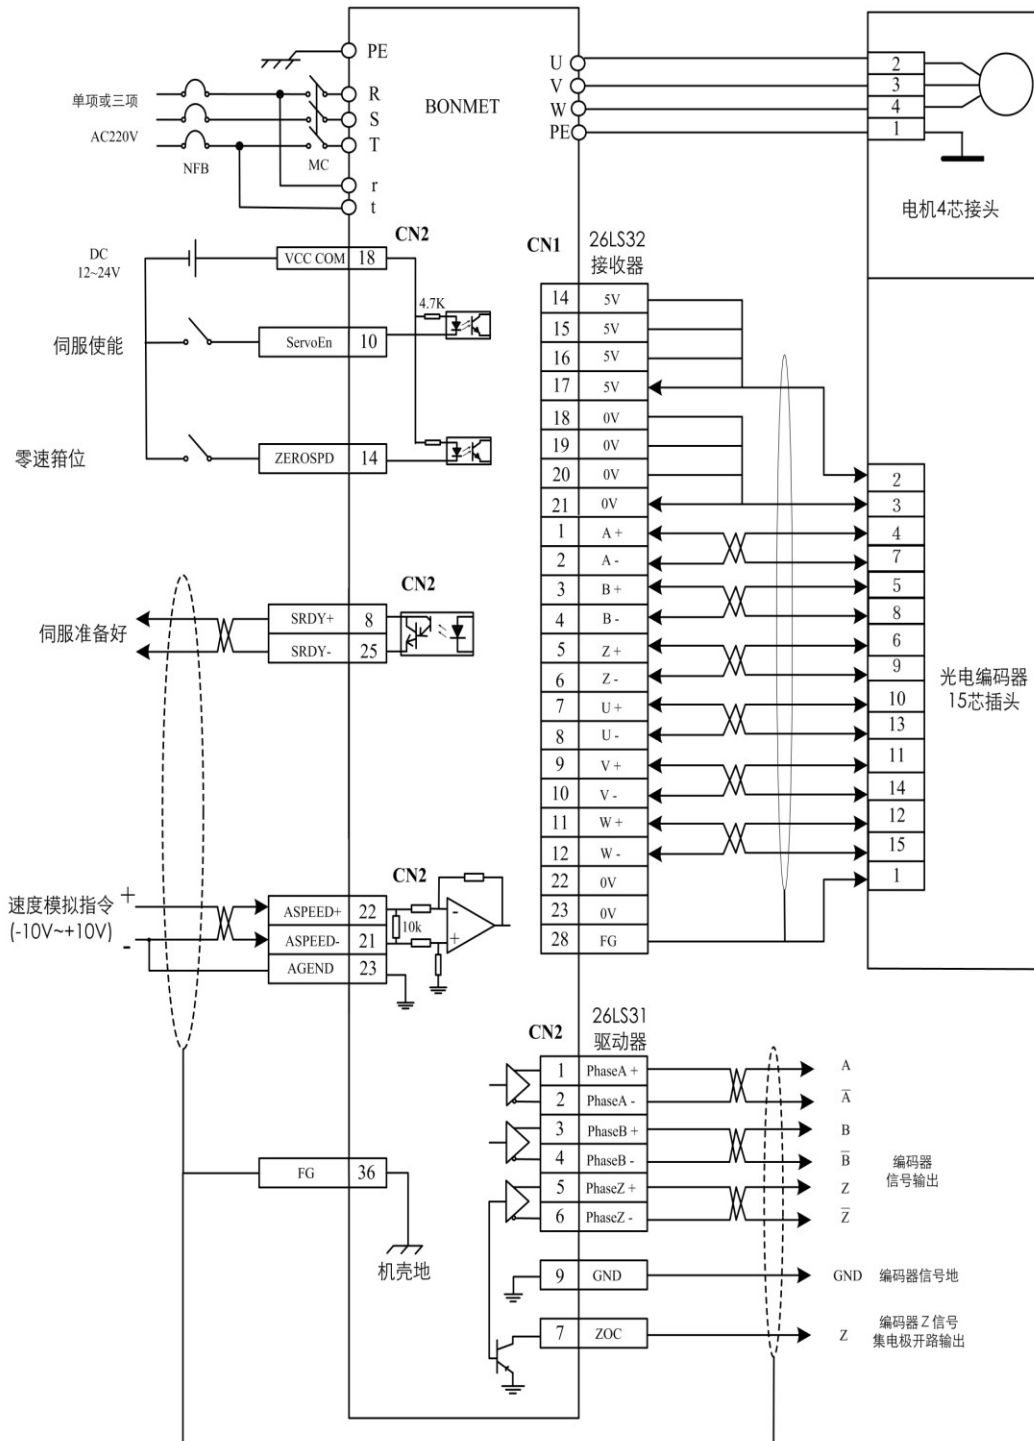 PE
单项或三项
AC220V
NFB
MC
R
S
T
r
t
BONMET
U
V
W
PE
2
3
4
1
电机4芯接头
DC
12~24V
CN2
VCC COM 18
4.7K
伺服使能
ServoEn 10
零速箝位
ZEROSPD 14
CN2
伺服准备好
SRDY+ 8
SRDY- 25
CN2
速度模拟指令
(-10V~+10V)
+
-
ASPEED+ 22
ASPEED- 21
AGEND 23
10k
-
+
FG 36
机壳地
CN1
26LS32
接收器
14 5V
15 5V
16 5V
17 5V
18 0V
19 0V
20 0V
21 0V
1 A +
2 A -
3 B +
4 B -
5 Z +
6 Z -
7 U +
8 U -
9 V +
10 V -
11 W +
12 W -
22 0V
23 0V
28 FG
2
3
4
7
5
8
6
9
10
13
11
14
12
15
1
光电编码器
15芯插头
CN2
26LS31
驱动器
1 PhaseA +
2 PhaseA -
3 PhaseB +
4 PhaseB -
5 PhaseZ +
6 PhaseZ -
9 GND
7 ZOC
A
A̅
B
B̅
Z
Z̅
编码器
信号输出
GND 编码器信号地
Z
编码器 Z 信号
集电极开路输出